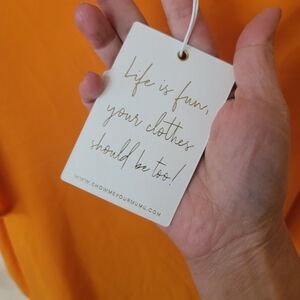 Life is fun,
your clothes
should be too!
WWW.SHOWMEYOURMUMU.COM